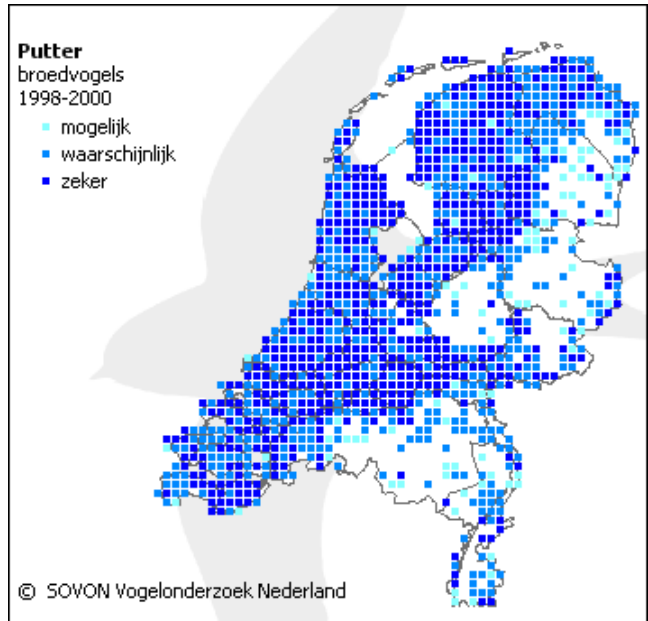 Putter
broedvogels
1998-2000
mogelijk
waarschijnlijk
zeker
© SOVON Vogelonderzoek Nederland